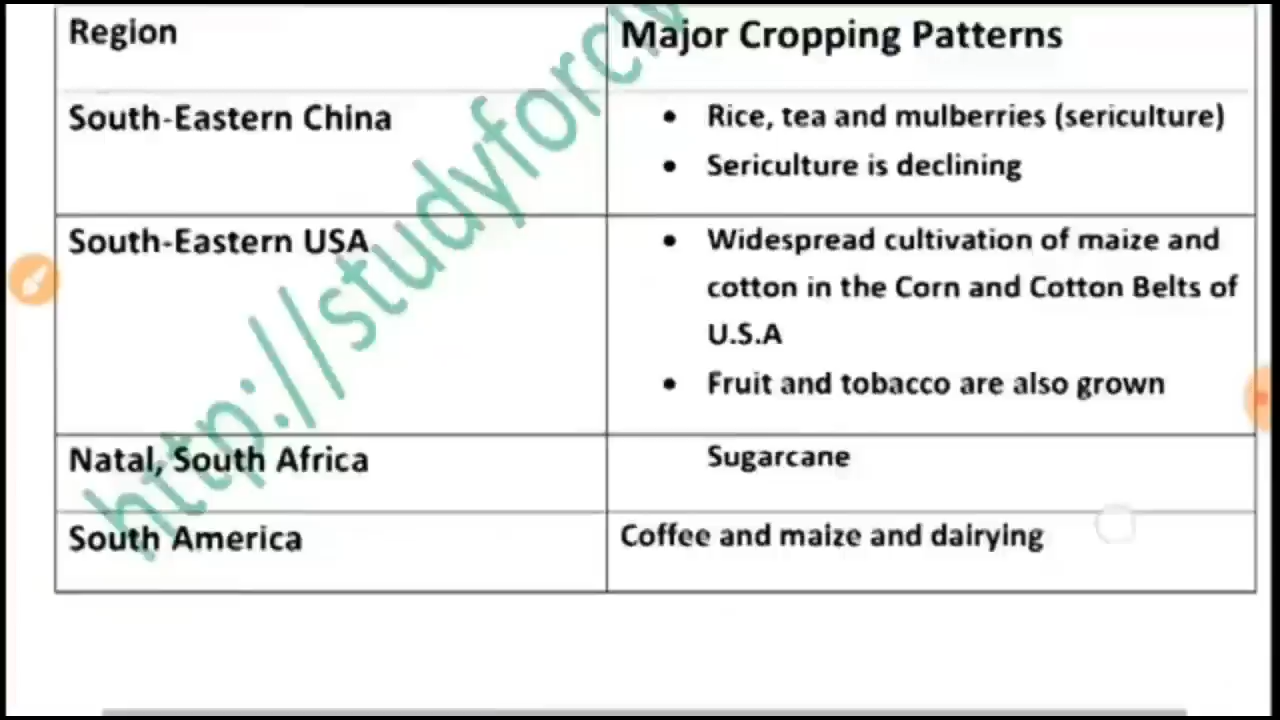 Region
Major Cropping Patterns
South-Eastern China
• Rice, tea and mulberries (sericulture)
• Sericulture is declining
South-Eastern USA
• Widespread cultivation of maize and
cotton in the Corn and Cotton Belts of
U.S.A
• Fruit and tobacco are also grown
Natal, South Africa
Sugarcane
South America
Coffee and maize and dairying
http://studyforciv